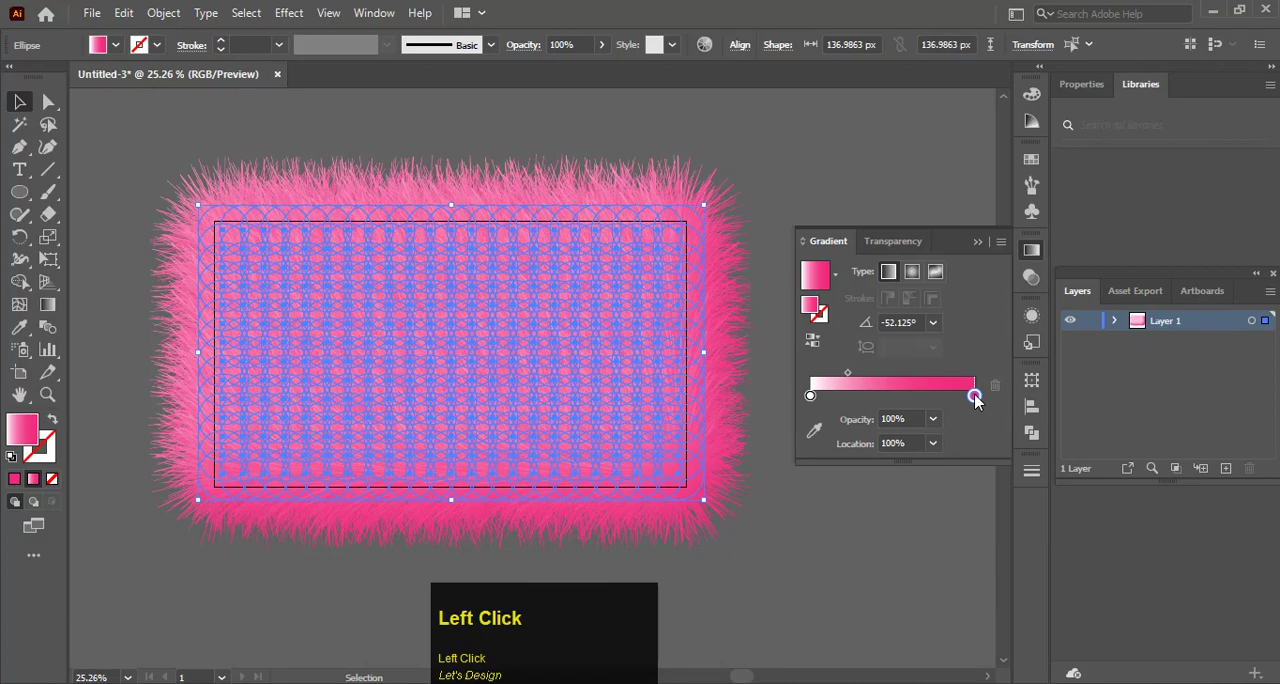 Ai File Edit Object Type Select Effect View Window Help Search Adobe Help
Ellipse Stroke: Basic Opacity: 100% Style: Align Shape: 136.9863 px 136.9863 px Transform
Untitled-3* @ 25.26 % (RGB/Preview) ×
Properties Libraries
Search all libraries
Gradient Transparency
Type:
Stroke:
-52.125°
Opacity: 100%
Location: 100%
Layers Asset Export Artboards
Layer 1
1 Layer
Left Click
Left Click
Let's Design
25.26% 1 Selection